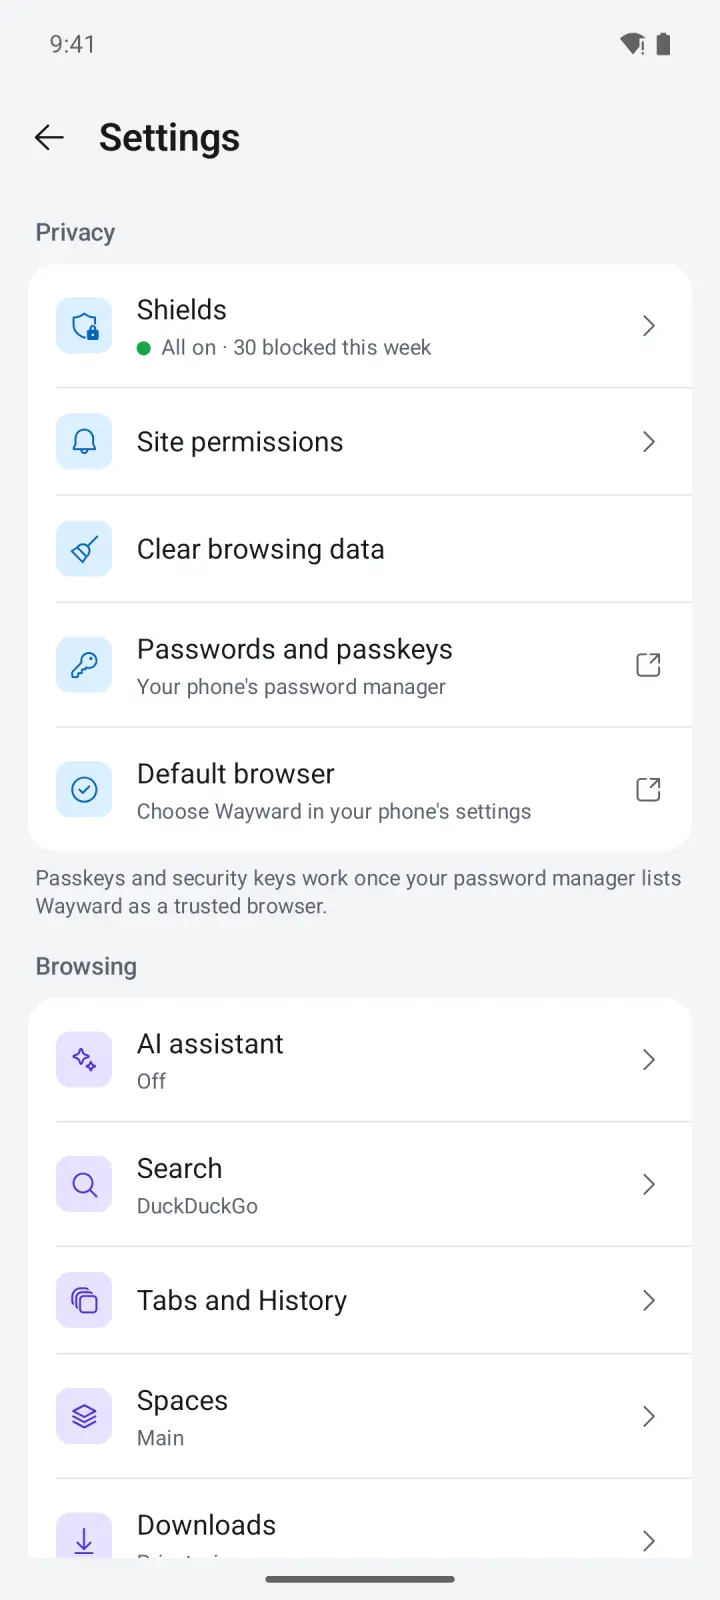 9:41
Settings
Privacy
Shields
All on · 30 blocked this week
Site permissions
Clear browsing data
Passwords and passkeys
Your phone's password manager
Default browser
Choose Wayward in your phone's settings
Passkeys and security keys work once your password manager lists
Wayward as a trusted browser.
Browsing
AI assistant
Off
Search
DuckDuckGo
Tabs and History
Spaces
Main
Downloads